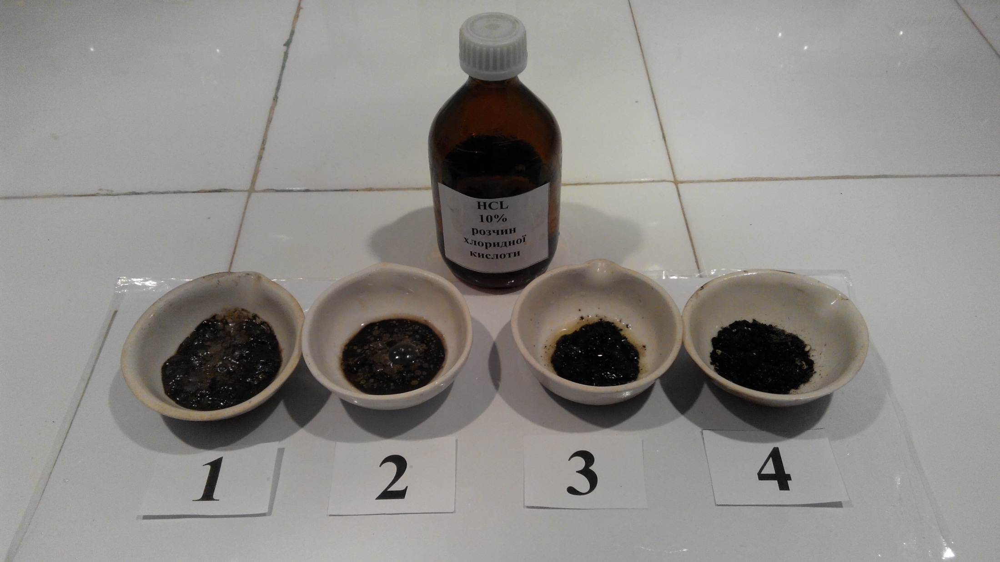 HCL
10%
розчин
хлоридної
кислоти
1
2
3
4